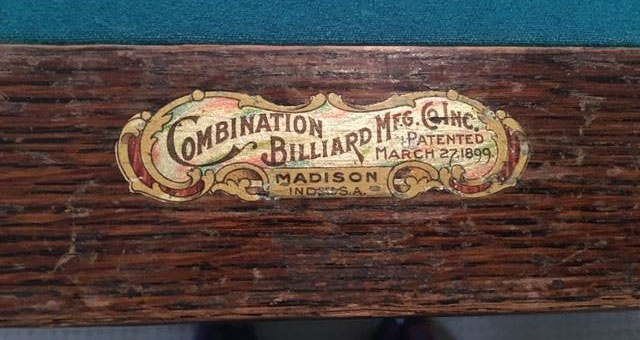 COMBINATION BILLIARD MFG. CO. INC.
PATENTED
MARCH 27, 1899
MADISON
IND. U.S.A.